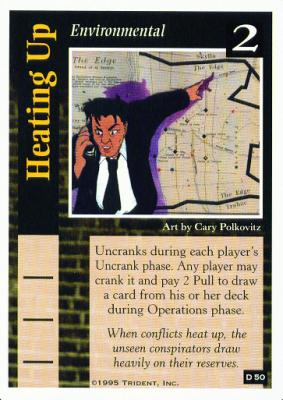 Heating Up
Environmental
2
The Edge
Skylla
The Edge
The Edge
Art by Cary Polkovitz
Uncranks during each player's
Uncrank phase. Any player may
crank it and pay 2 Pull to draw
a card from his or her deck
during Operations phase.
When conflicts heat up, the
unseen conspirators draw
heavily on their reserves.
©1995 TRIDENT, INC.
D 50